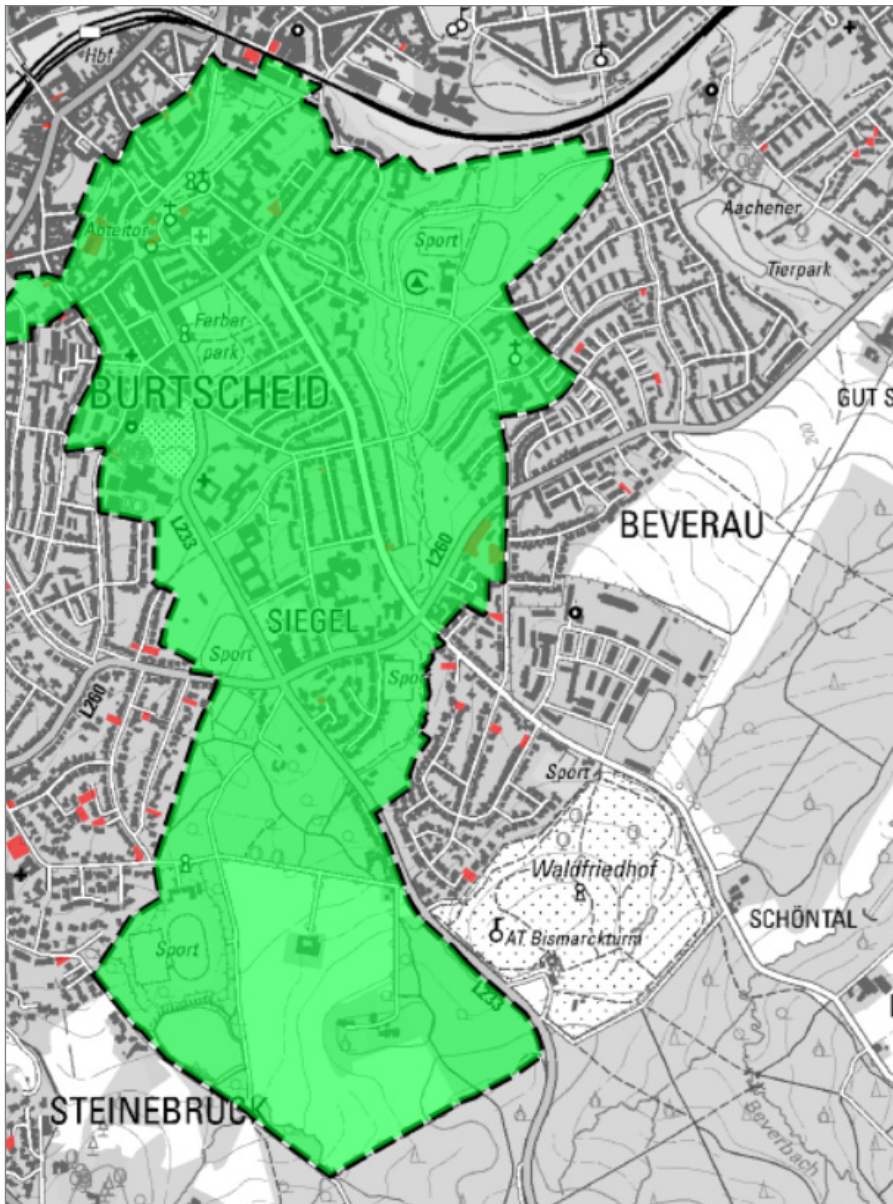 Hbf
Aachener
Tierpark
Abteitor
Sport
Ferber-
park
BURTSCHEID
GUT S
200
BEVERAU
L233
L260
SIEGEL
Sport
Sport
L260
Sport
Waldfriedhof
AT Bismarckturm
SCHÖNTAL
Sport
L233
STEINEBRÜCK
Beverbach